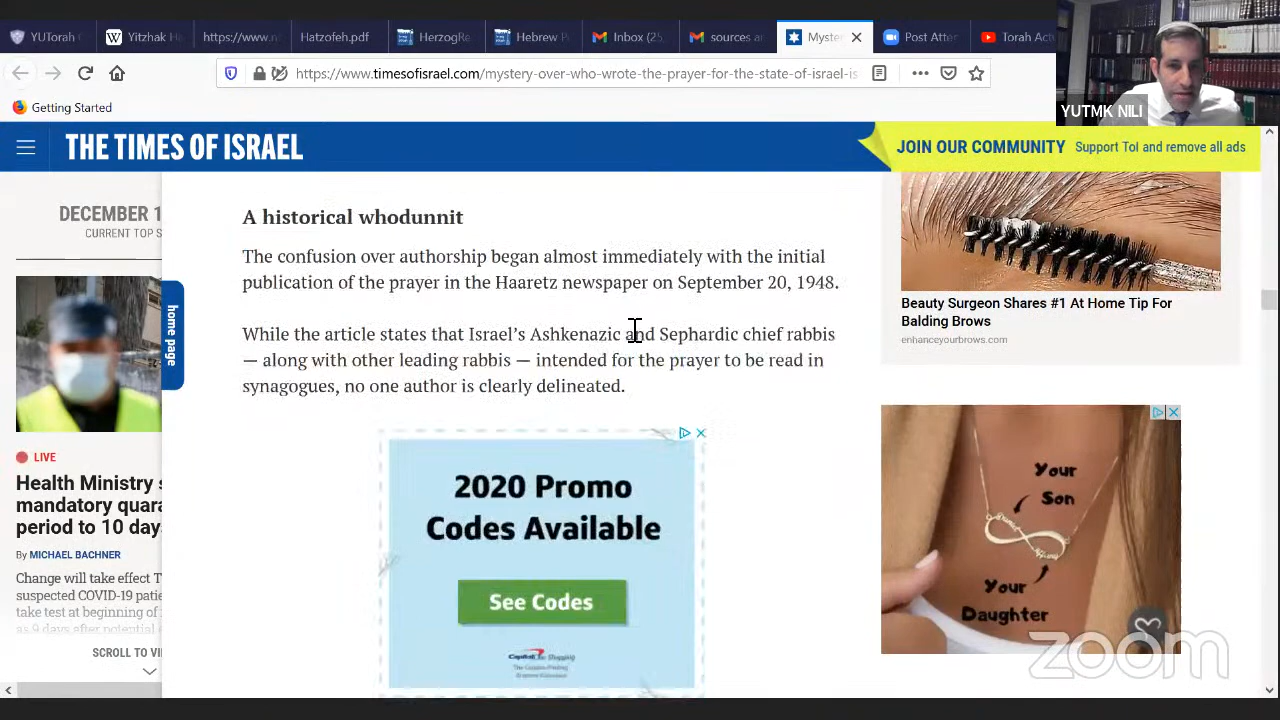 YUTorah
Yitzhak Ha
https://www.n
Hatzofeh.pdf
HerzogRe
Hebrew P
Inbox (25,
sources a
Myste
Post Atten
Torah Act
https://www.timesofisrael.com/mystery-over-who-wrote-the-prayer-for-the-state-of-israel-is
Getting Started
YUTMK NILI
THE TIMES OF ISRAEL
JOIN OUR COMMUNITY Support ToI and remove all ads
DECEMBER 1
CURRENT TOP S
LIVE
Health Ministry s
mandatory quara
period to 10 day
By MICHAEL BACHNER
Change will take effect T
suspected COVID-19 patie
take test at beginning of i
as 9 days after potential e
SCROLL TO VI
home page
A historical whodunnit
The confusion over authorship began almost immediately with the initial
publication of the prayer in the Haaretz newspaper on September 20, 1948.
While the article states that Israel's Ashkenazic and Sephardic chief rabbis
— along with other leading rabbis — intended for the prayer to be read in
synagogues, no one author is clearly delineated.
2020 Promo
Codes Available
See Codes
Beauty Surgeon Shares #1 At Home Tip For
Balding Brows
enhanceyourbrows.com
Your
Son
Your
Daughter
zoom